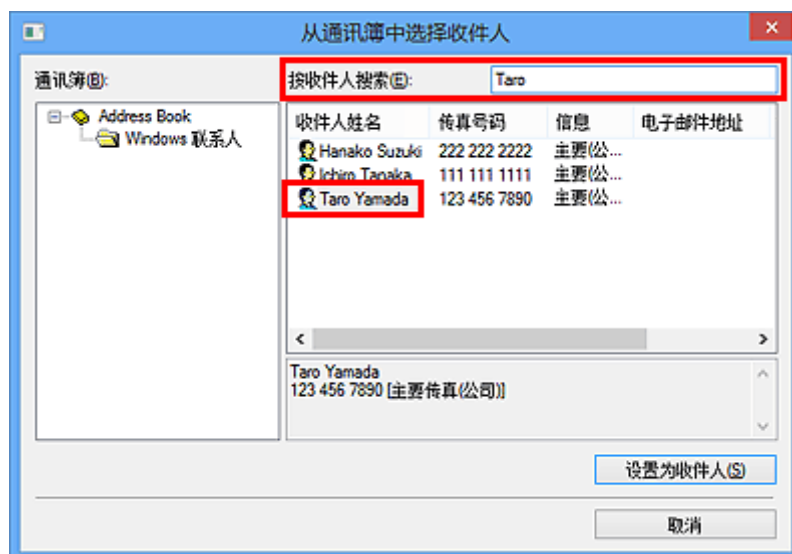 从通讯簿中选择收件人
通讯簿(B):
按收件人搜索(E): Taro
Address Book
Windows 联系人
收件人姓名 传真号码 信息 电子邮件地址
Hanako Suzuki 222 222 2222 主要(公...
Ichiro Tanaka 111 111 1111 主要(公...
Taro Yamada 123 456 7890 主要(公...
Taro Yamada
123 456 7890 [主要传真(公司)]
设置为收件人(S)
取消